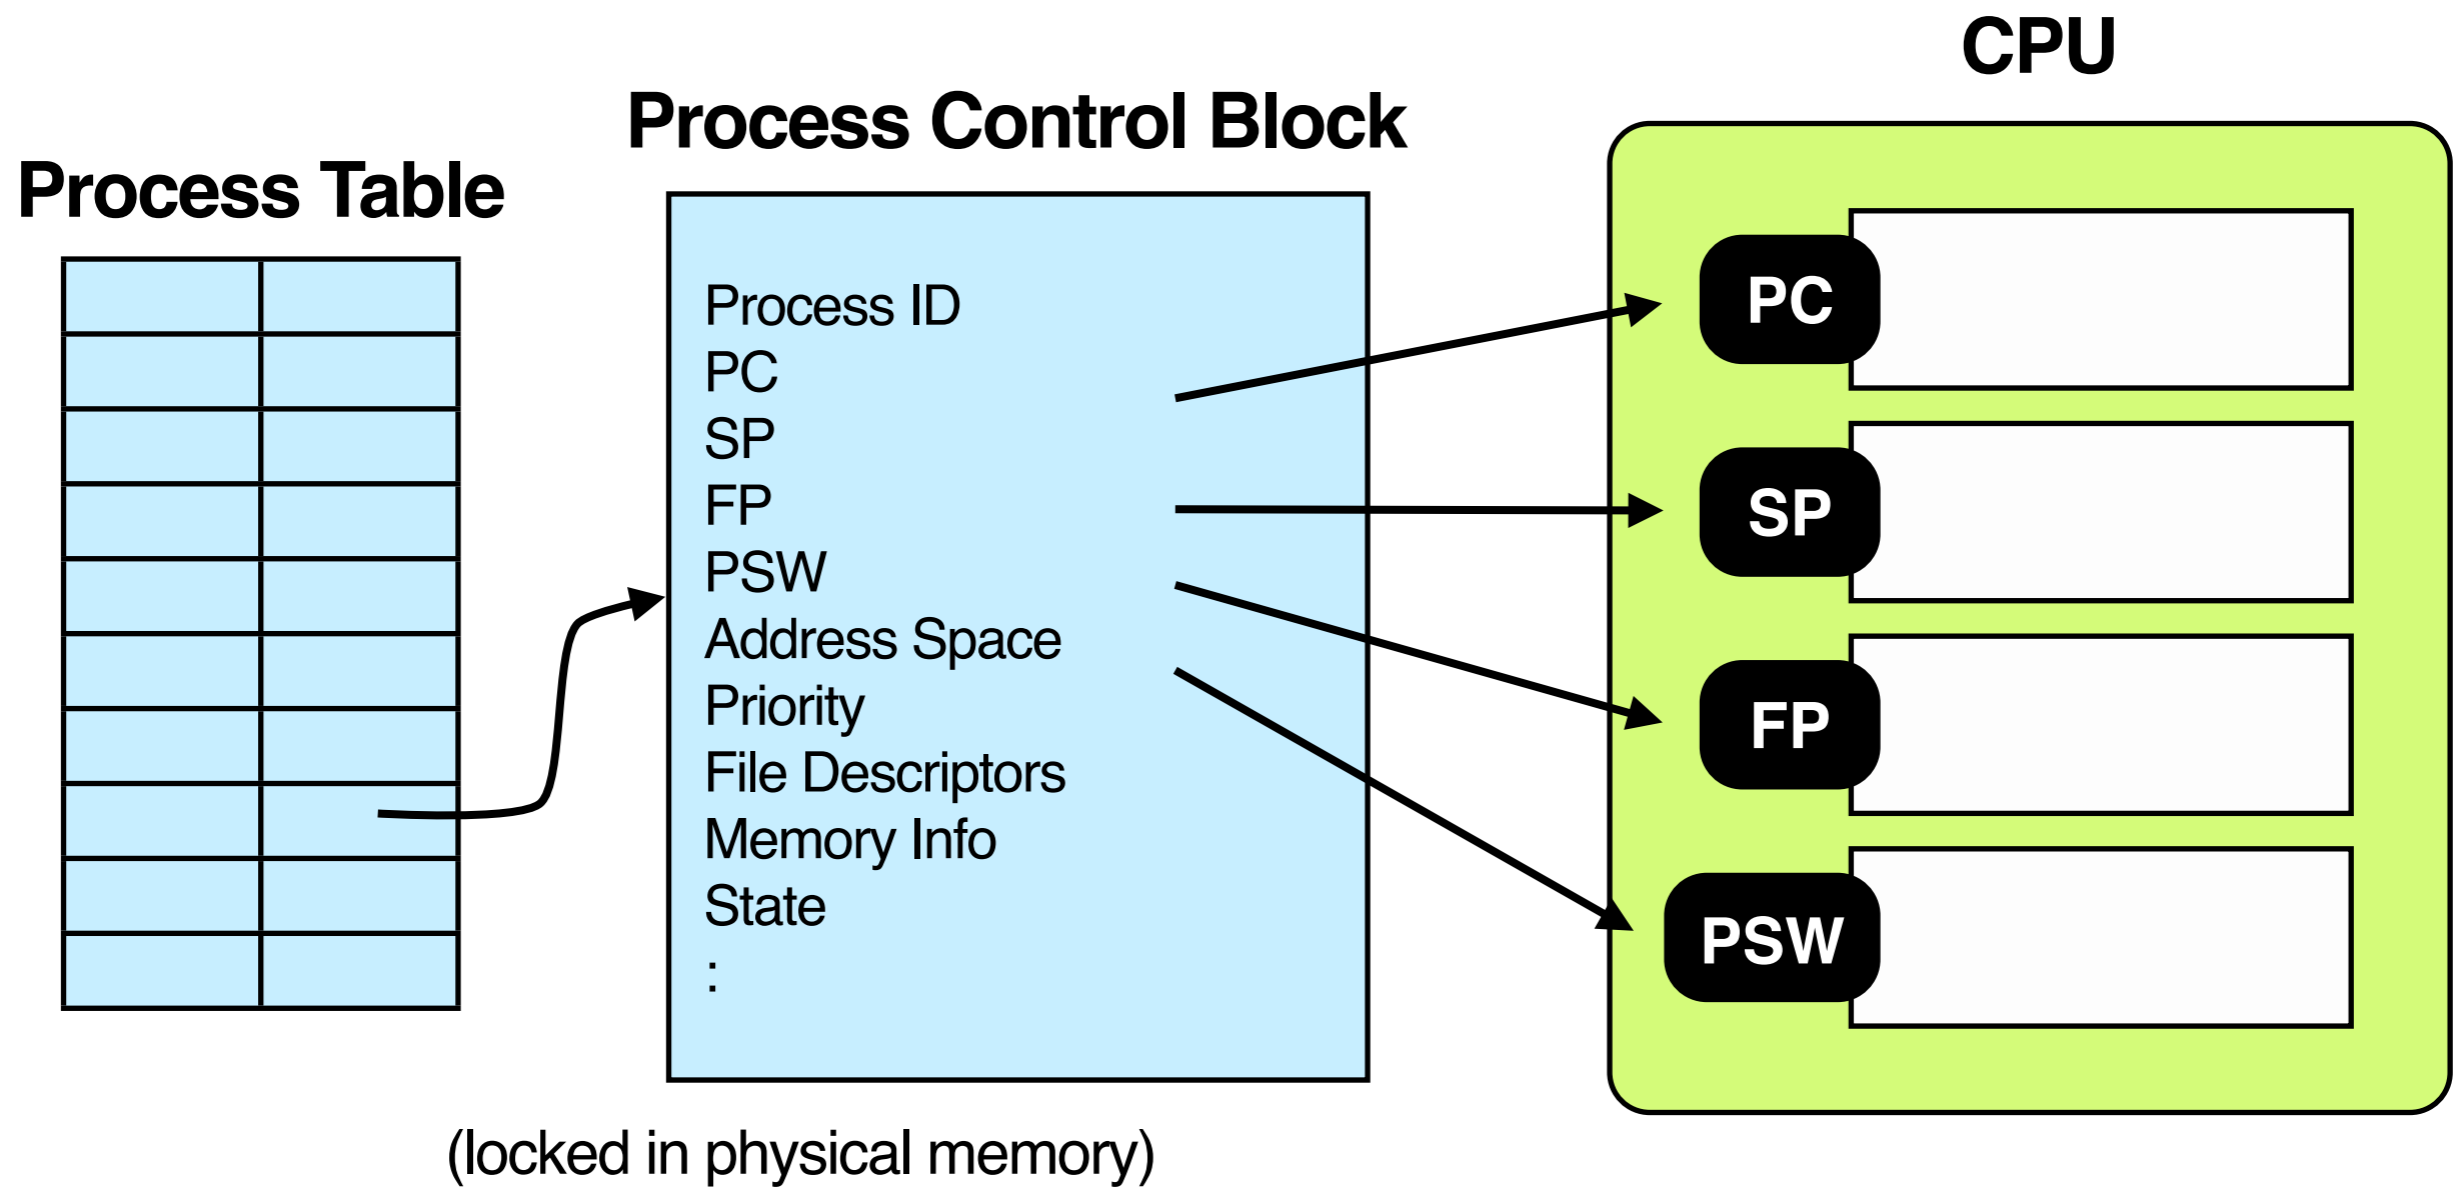 Process Table
Process Control Block
Process ID
PC
SP
FP
PSW
Address Space
Priority
File Descriptors
Memory Info
State
:
(locked in physical memory)
CPU
PC
SP
FP
PSW